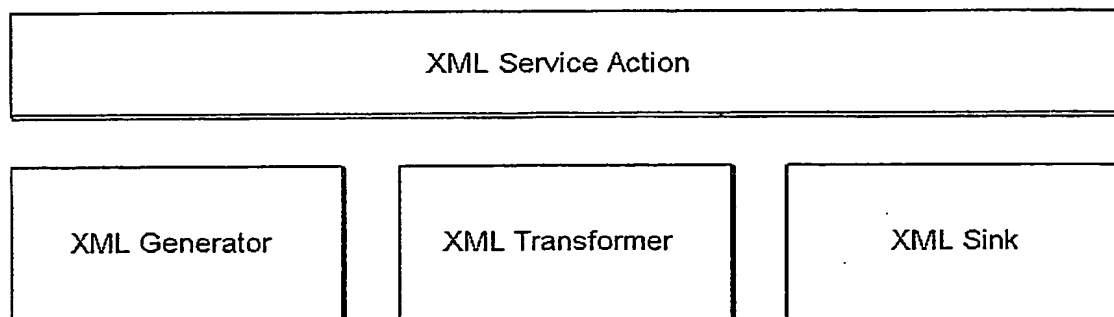 XML Service Action
XML Generator
XML Transformer
XML Sink